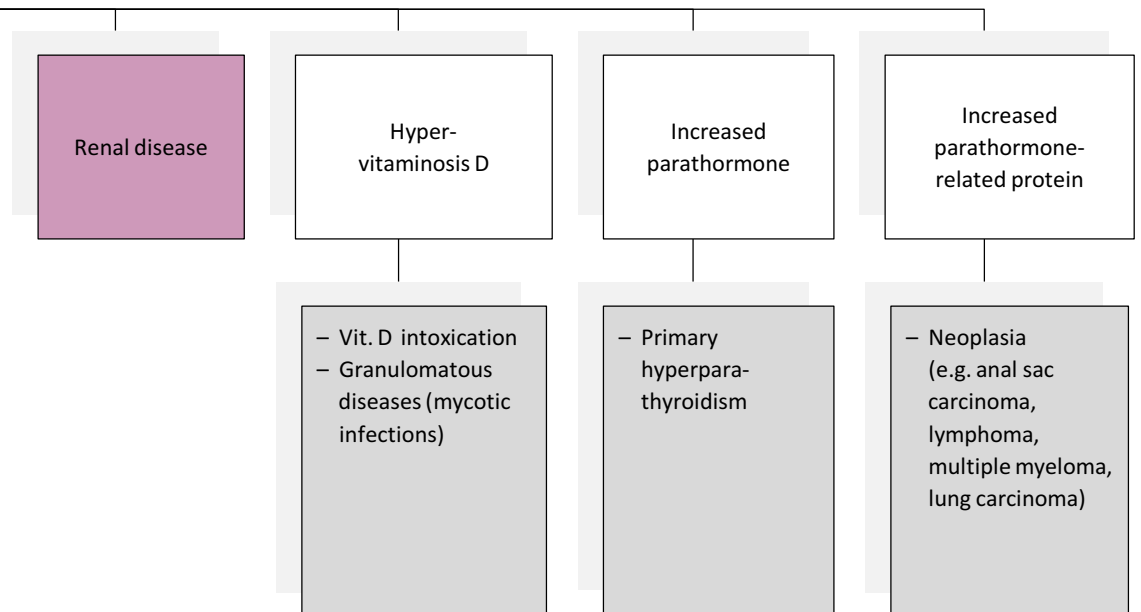 Renal disease
Hyper-
vitaminosis D
Increased
parathormone
Increased
parathormone-
related protein
– Vit. D intoxication
– Granulomatous
diseases (mycotic
infections)
– Primary
hyperpara-
thyroidism
– Neoplasia
(e.g. anal sac
carcinoma,
lymphoma,
multiple myeloma,
lung carcinoma)